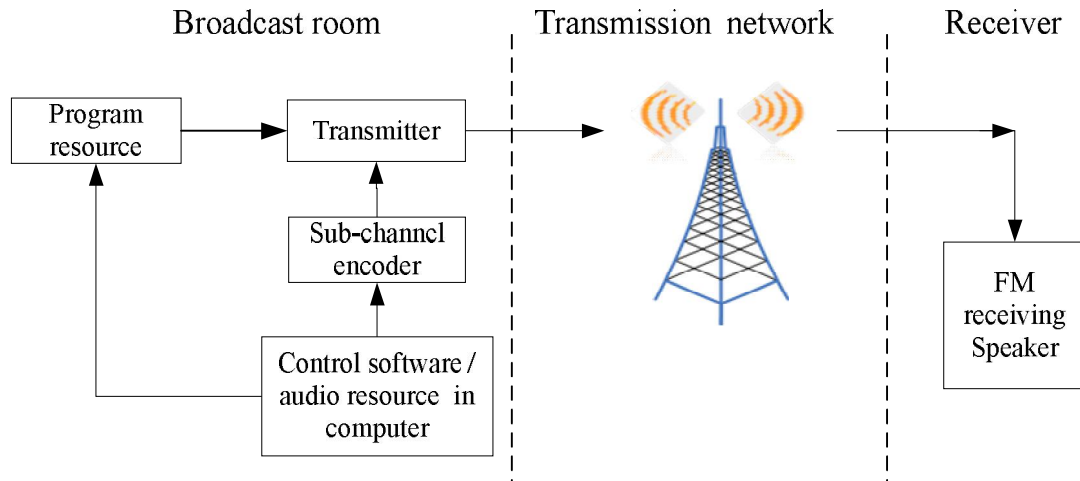 Broadcast room
Transmission network
Receiver
Program
resource
Transmitter
Sub-channel
encoder
Control software /
audio resource in
computer
FM
receiving
Speaker